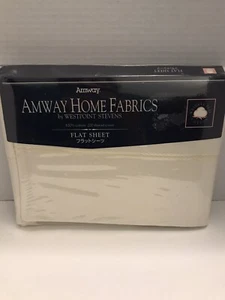 Amway
AMWAY HOME FABRICS
by WESTPOINT STEVENS
FLAT SHEET
フラットシーツ